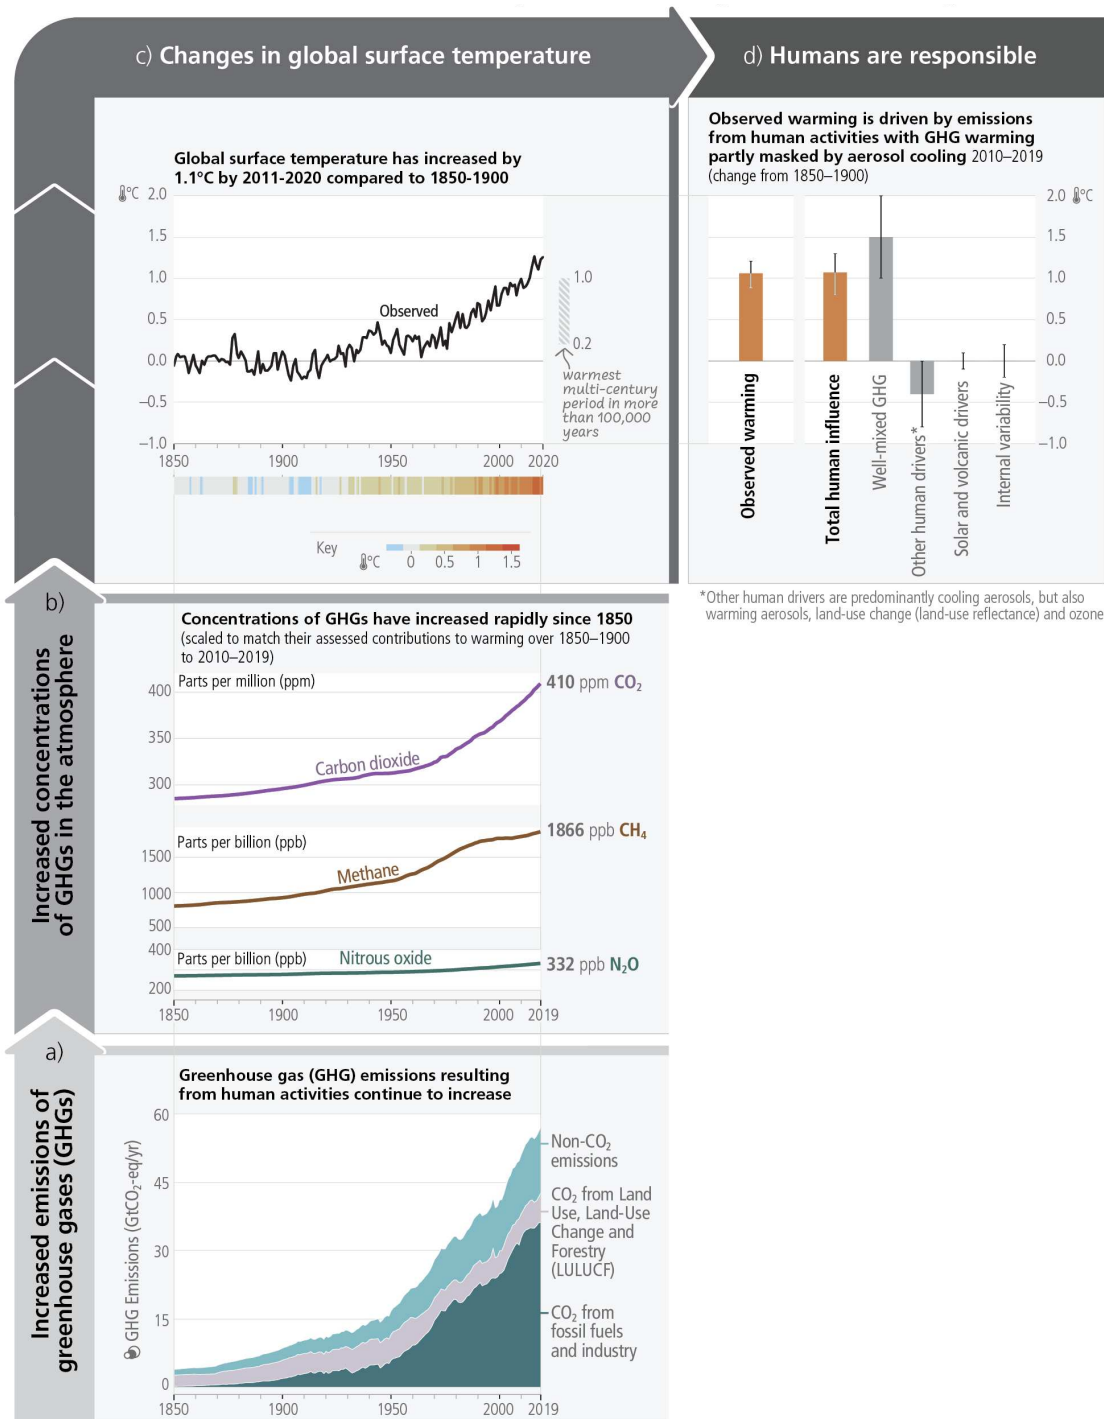 c) Changes in global surface temperature
d) Humans are responsible
Global surface temperature has increased by
1.1°C by 2011-2020 compared to 1850-1900
°C 2.0
1.5
1.0
0.5
0.0
−0.5
−1.0
Observed
1.0
0.2
warmest
multi-century
period in more
than 100,000
years
1850 1900 1950 2000 2020
Key
°C 0 0.5 1 1.5
Observed warming is driven by emissions
from human activities with GHG warming
partly masked by aerosol cooling 2010–2019
(change from 1850–1900)
2.0 °C
1.5
1.0
0.5
0.0
−0.5
−1.0
Observed warming
Total human influence
Well-mixed GHG
Other human drivers*
Solar and volcanic drivers
Internal variability
*Other human drivers are predominantly cooling aerosols, but also
warming aerosols, land-use change (land-use reflectance) and ozone
b)
Increased concentrations
of GHGs in the atmosphere
Concentrations of GHGs have increased rapidly since 1850
(scaled to match their assessed contributions to warming over 1850–1900
to 2010–2019)
Parts per million (ppm)
400
350
300
Carbon dioxide
410 ppm CO₂
Parts per billion (ppb)
1500
1000
500
Methane
1866 ppb CH₄
400
Parts per billion (ppb)
200
Nitrous oxide
332 ppb N₂O
1850 1900 1950 2000 2019
a)
Increased emissions of
greenhouse gases (GHGs)
Greenhouse gas (GHG) emissions resulting
from human activities continue to increase
GHG Emissions (GtCO₂-eq/yr)
60
45
30
15
0
Non-CO₂
emissions
CO₂ from Land
Use, Land-Use
Change and
Forestry
(LULUCF)
CO₂ from
fossil fuels
and industry
1850 1900 1950 2000 2019